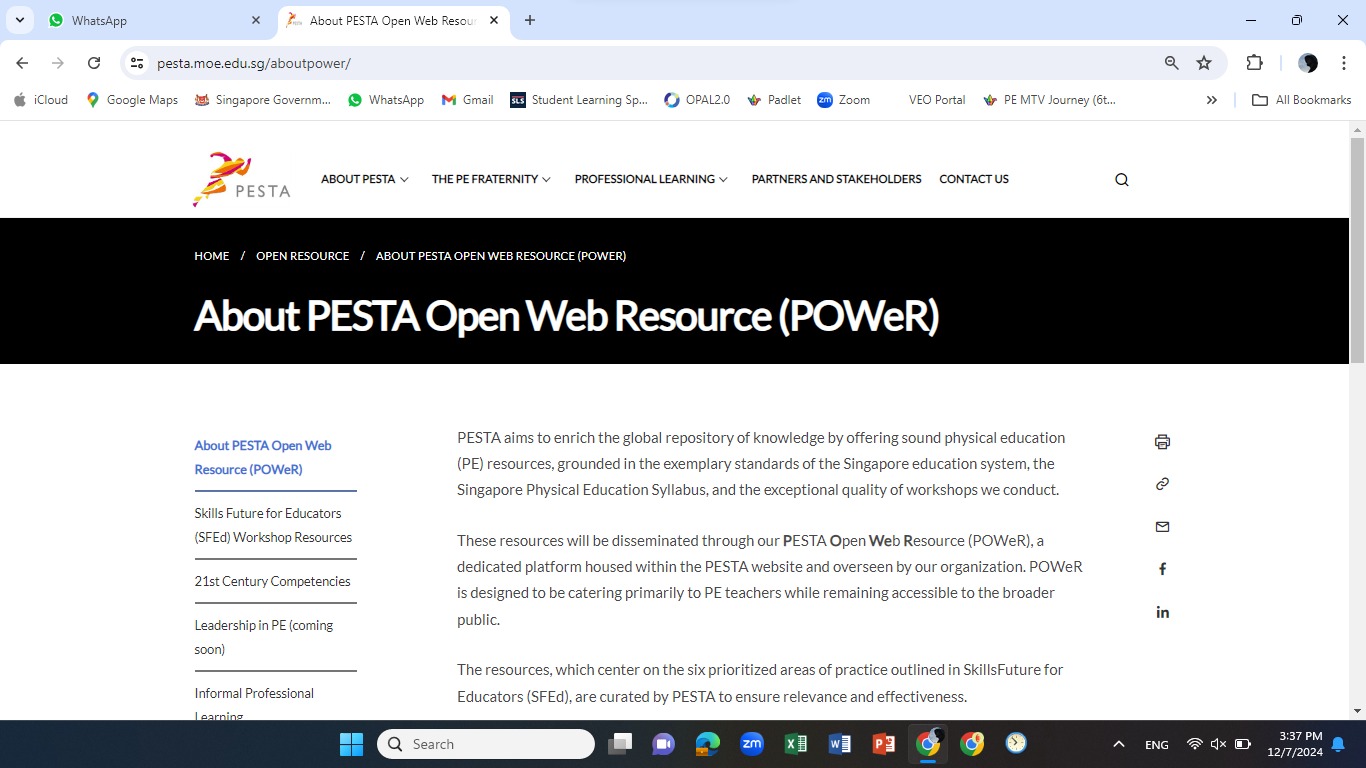 WhatsApp
About PESTA Open Web Resour
pesta.moe.edu.sg/aboutpower/
iCloud
Google Maps
Singapore Governm...
WhatsApp
Gmail
SLS
Student Learning Sp...
OPAL2.0
Padlet
zm
Zoom
VEO Portal
PE MTV Journey (6t...
All Bookmarks
PESTA
ABOUT PESTA
THE PE FRATERNITY
PROFESSIONAL LEARNING
PARTNERS AND STAKEHOLDERS
CONTACT US
HOME / OPEN RESOURCE / ABOUT PESTA OPEN WEB RESOURCE (POWER)
About PESTA Open Web Resource (POWeR)
About PESTA Open Web
Resource (POWeR)
Skills Future for Educators
(SFEd) Workshop Resources
21st Century Competencies
Leadership in PE (coming
soon)
Informal Professional
Learning
PESTA aims to enrich the global repository of knowledge by offering sound physical education
(PE) resources, grounded in the exemplary standards of the Singapore education system, the
Singapore Physical Education Syllabus, and the exceptional quality of workshops we conduct.
These resources will be disseminated through our PESTA Open Web Resource (POWeR), a
dedicated platform housed within the PESTA website and overseen by our organization. POWeR
is designed to be catering primarily to PE teachers while remaining accessible to the broader
public.
The resources, which center on the six prioritized areas of practice outlined in SkillsFuture for
Educators (SFEd), are curated by PESTA to ensure relevance and effectiveness.
Search
zm
ENG
3:37 PM
12/7/2024